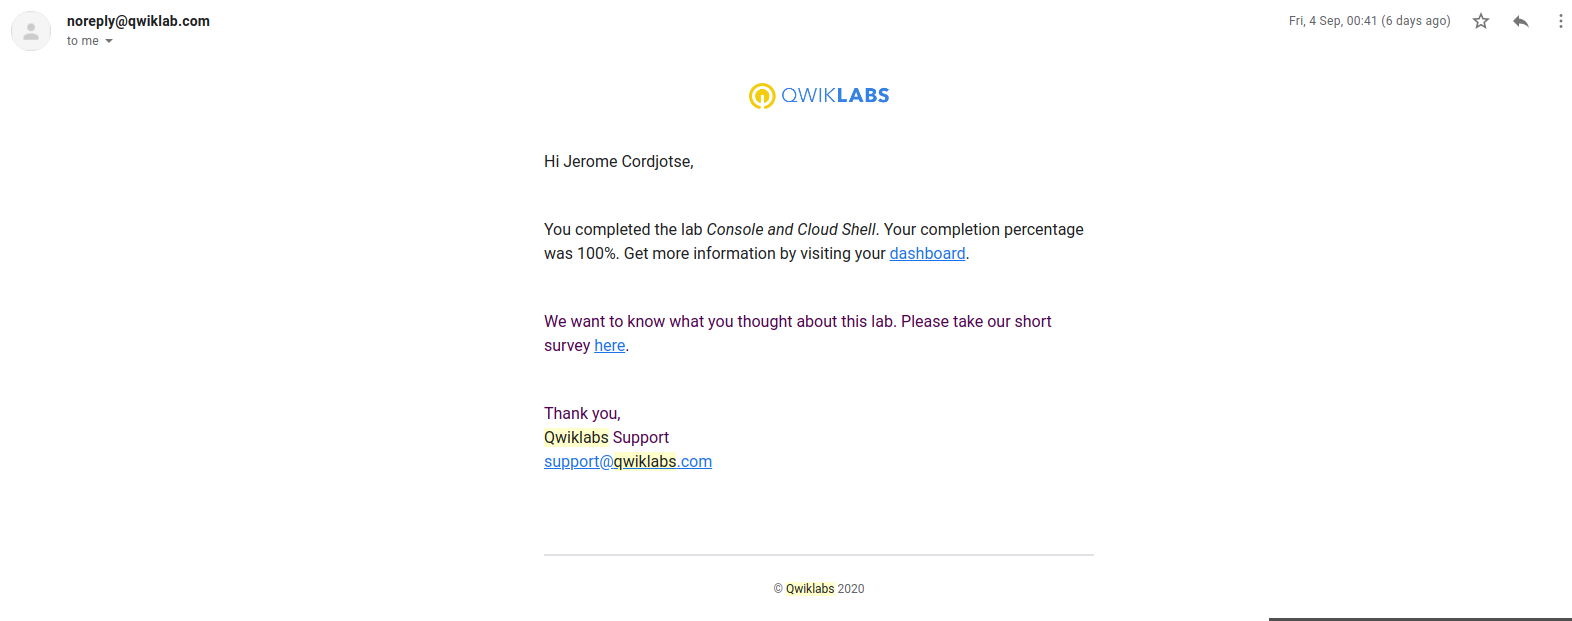 noreply@qwiklab.com
Fri, 4 Sep, 00:41 (6 days ago)
to me
QWIKLABS
Hi Jerome Cordjotse,
You completed the lab Console and Cloud Shell. Your completion percentage
was 100%. Get more information by visiting your dashboard.
We want to know what you thought about this lab. Please take our short
survey here.
Thank you,
Qwiklabs Support
support@qwiklabs.com
© Qwiklabs 2020